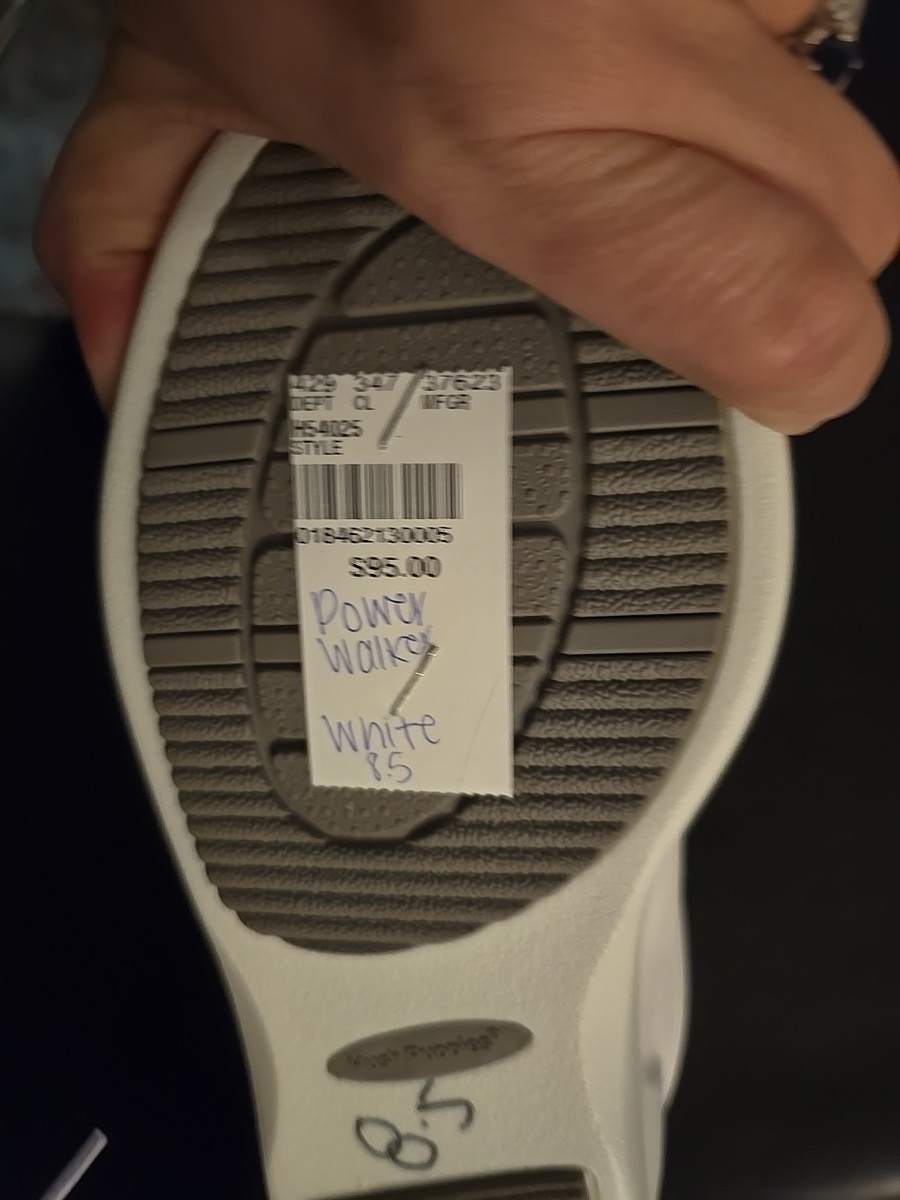 429 347 37623
DEPT CL MFGR
H54025
STYLE
018462130005
$95.00
Power
Walker
White
8.5
Hush Puppies
8.5